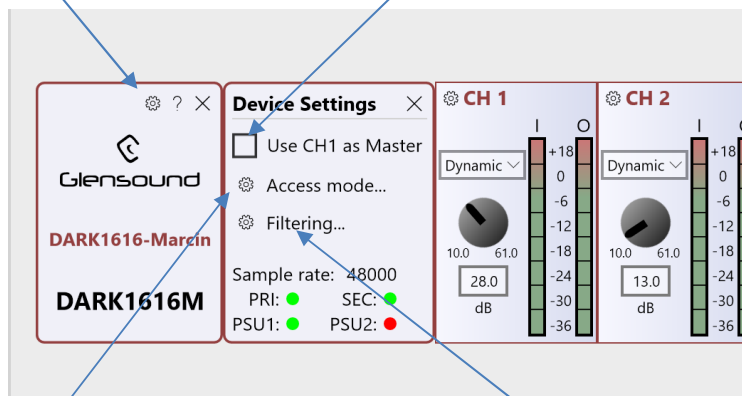 ?
Glensound
DARK1616-Marcin
DARK1616M
Device Settings
Use CH1 as Master
Access mode...
Filtering...
Sample rate: 48000
PRI: SEC:
PSU1: PSU2:
CH 1
I O
Dynamic
10.0 61.0
28.0
dB
+18
0
-6
-12
-18
-24
-30
-36
CH 2
I
Dynamic
10.0 61.0
13.0
dB
+18
0
-6
-12
-18
-24
-30
-36